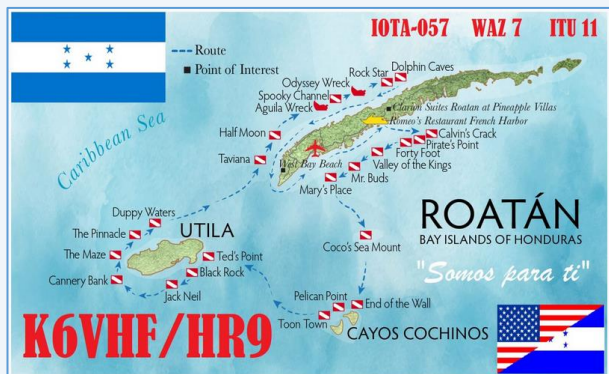 IOTA-057 WAZ 7 ITU 11
Route
Point of Interest
Caribbean Sea
Dolphin Caves
Rock Star
Odyssey Wreck
Spooky Channel
Aguila Wreck
Half Moon
Taviana
Clarion Suites Roatan at Pineapple Villas
Romeo's Restaurant French Harbor
Calvin's Crack
Pirate's Point
Forty Foot
Valley of the Kings
West Bay Beach
Mr. Buds
Mary's Place
ROATÁN
BAY ISLANDS OF HONDURAS
"Somos para ti"
Duppy Waters
The Pinnacle
UTILA
The Maze
Ted's Point
Coco's Sea Mount
Cannery Bank
Black Rock
Jack Neil
Pelican Point
End of the Wall
Toon Town
CAYOS COCHINOS
K6VHF/HR9